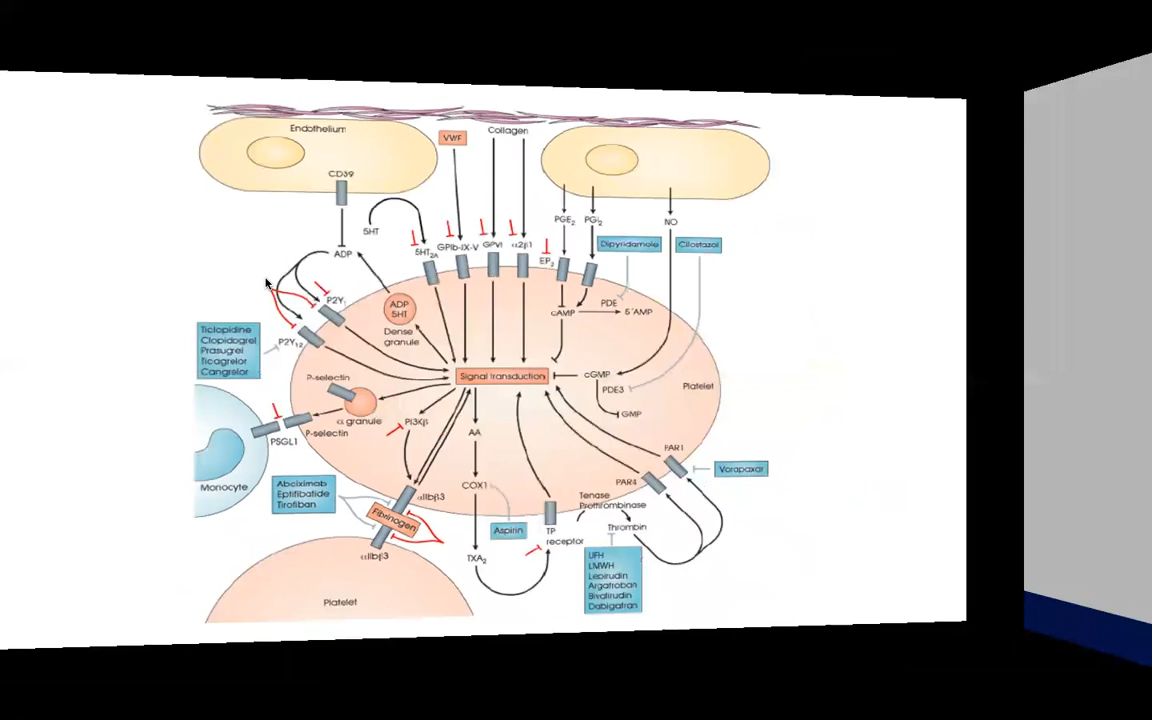 Endothelium
VWF
Collagen
CD39
5HT
PGE2
PGI2
NO
ADP
5HT2A
GPIb-IX-V
GPVI
α2β1
EP3
Dipyridamole
Cilostazol
P2Y1
ADP
5HT
Dense
granule
cAMP
PDE
5'AMP
Ticlopidine
Clopidogrel
Prasugrel
Ticagrelor
Cangrelor
P2Y12
P-selectin
Signal transduction
cGMP
PDE3
Platelet
GMP
α granule
P-selectin
PI3Kβ
PSGL1
AA
PAR1
Monocyte
Vorapaxar
Abciximab
Eptifibatide
Tirofiban
αIIbβ3
COX1
PAR4
Tenase
Prothrombinase
Fibrinogen
Aspirin
TP
receptor
Thrombin
αIIbβ3
TXA2
UFH
LMWH
Lepirudin
Argatroban
Bivalirudin
Dabigatran
Platelet